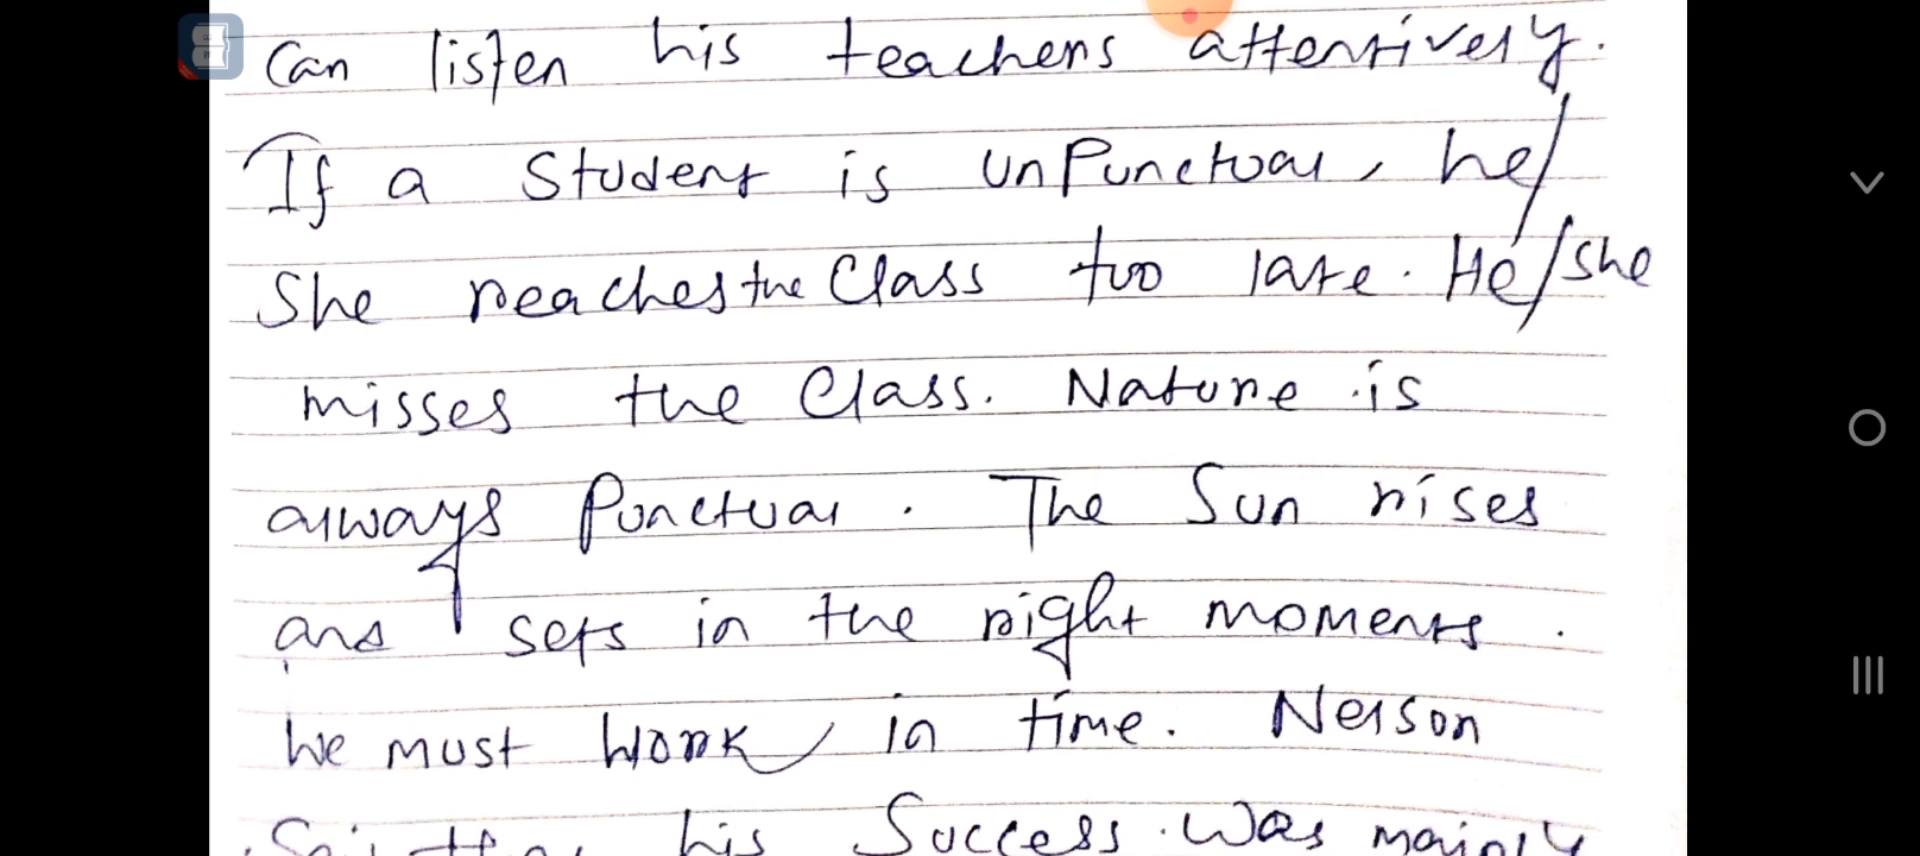 Can listen his teachers attentively.
If a Student is unPunctual, he/
She reaches the Class too late. He/she
misses the Class. Nature is
always Punctual. The Sun rises
and sets in the right moments.
We must Work in time. Nelson
his Success. Was mainly